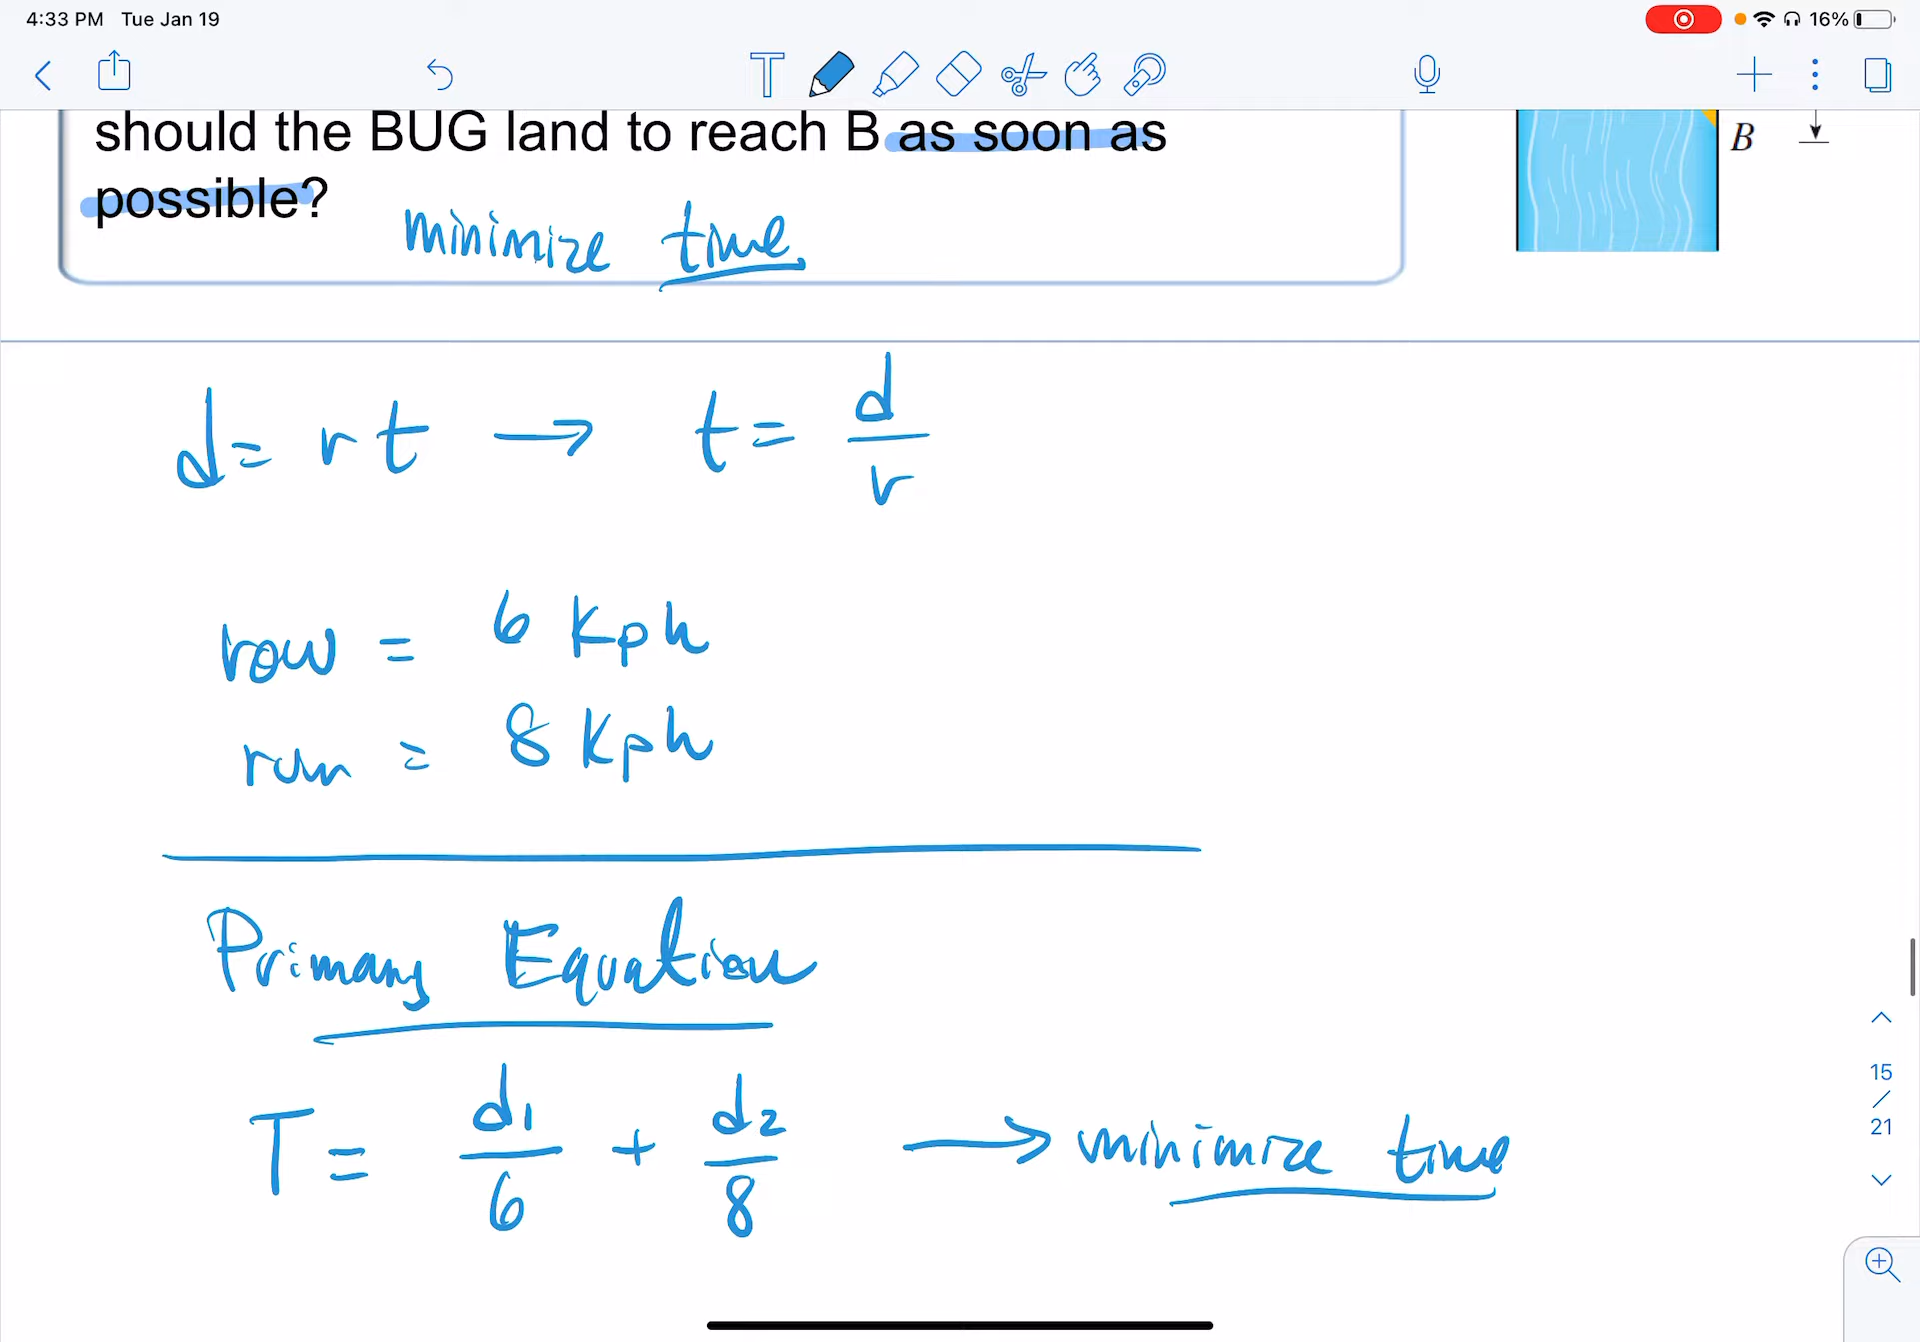 4:33 PM Tue Jan 19
16%
should the BUG land to reach B as soon as
possible?
B
minimize time
d = rt → t = d/r
row = 6 Kph
run = 8 Kph
Primary Equation
T = d1/6 + d2/8 → minimize time
15
/
21